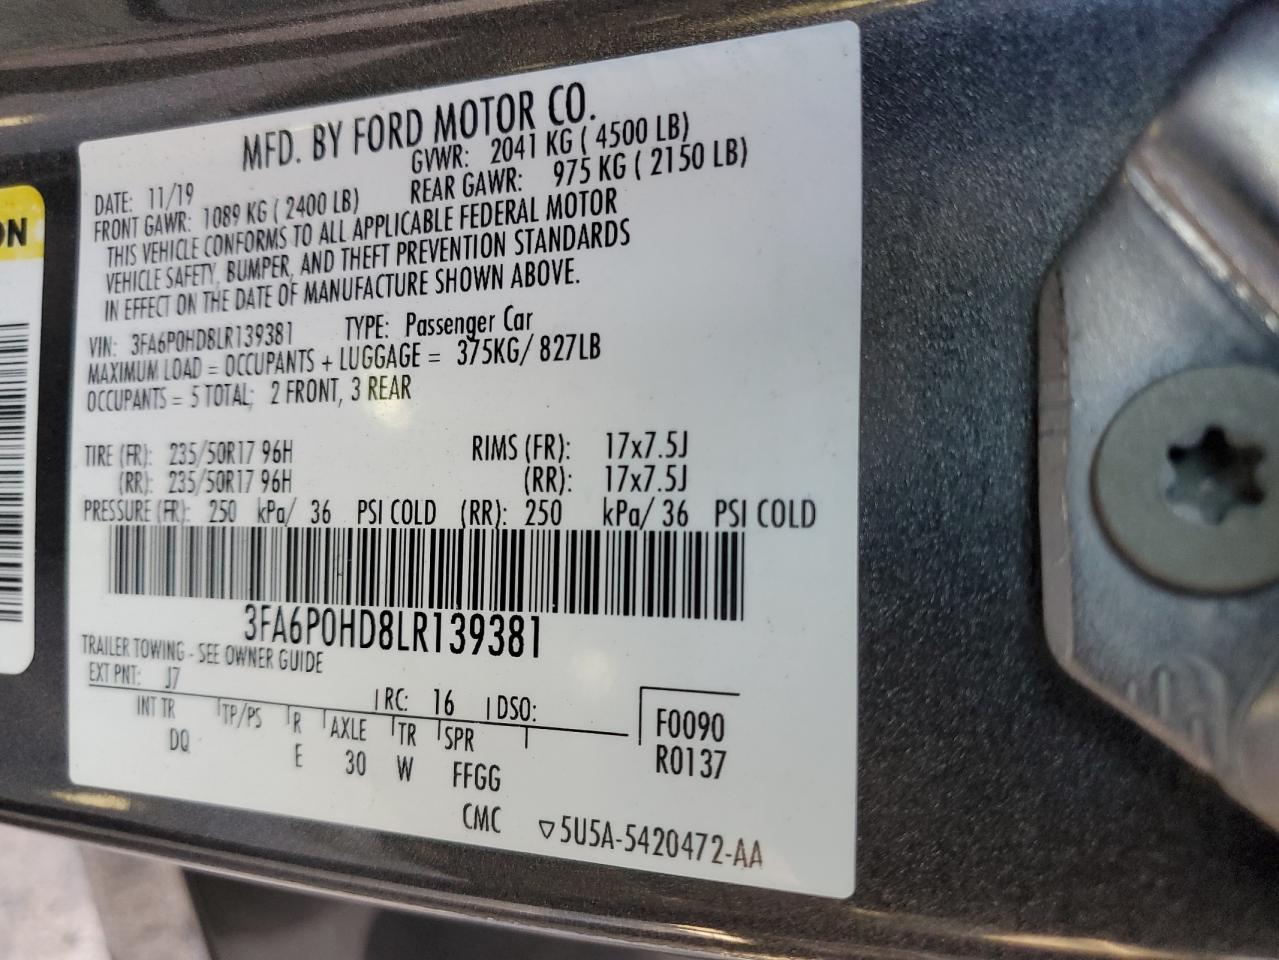 ON
MFD. BY FORD MOTOR CO.
DATE: 11/19 GVWR: 2041 KG ( 4500 LB)
FRONT GAWR: 1089 KG ( 2400 LB) REAR GAWR: 975 KG ( 2150 LB)
THIS VEHICLE CONFORMS TO ALL APPLICABLE FEDERAL MOTOR
VEHICLE SAFETY, BUMPER, AND THEFT PREVENTION STANDARDS
IN EFFECT ON THE DATE OF MANUFACTURE SHOWN ABOVE.
VIN: 3FA6P0HD8LR139381 TYPE: Passenger Car
MAXIMUM LOAD = OCCUPANTS + LUGGAGE = 375KG/ 827LB
OCCUPANTS = 5 TOTAL; 2 FRONT, 3 REAR
TIRE (FR): 235/50R17 96H RIMS (FR): 17x7.5J
(RR): 235/50R17 96H (RR): 17x7.5J
PRESSURE (FR): 250 kPa/ 36 PSI COLD (RR): 250 kPa/ 36 PSI COLD
3FA6P0HD8LR139381
TRAILER TOWING - SEE OWNER GUIDE
EXT PNT: J7 RC: 16 DSO:
INT TR TP/PS R AXLE TR SPR F0090
DQ E 30 W FFGG R0137
CMC ▽5U5A-5420472-AA